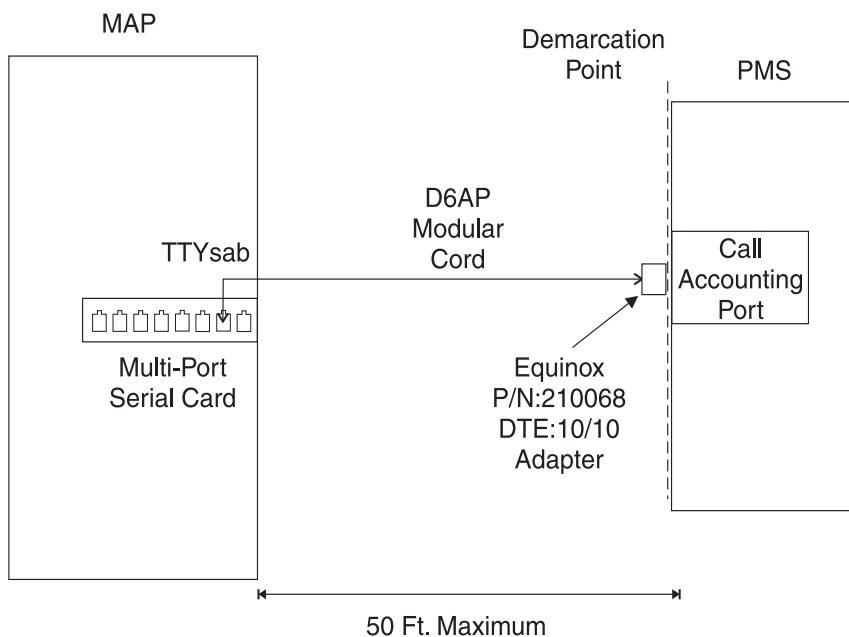 MAP
Demarcation
Point
PMS
D6AP
Modular
Cord
TTYsab
Call
Accounting
Port
Multi-Port
Serial Card
Equinox
P/N:210068
DTE:10/10
Adapter
50 Ft. Maximum